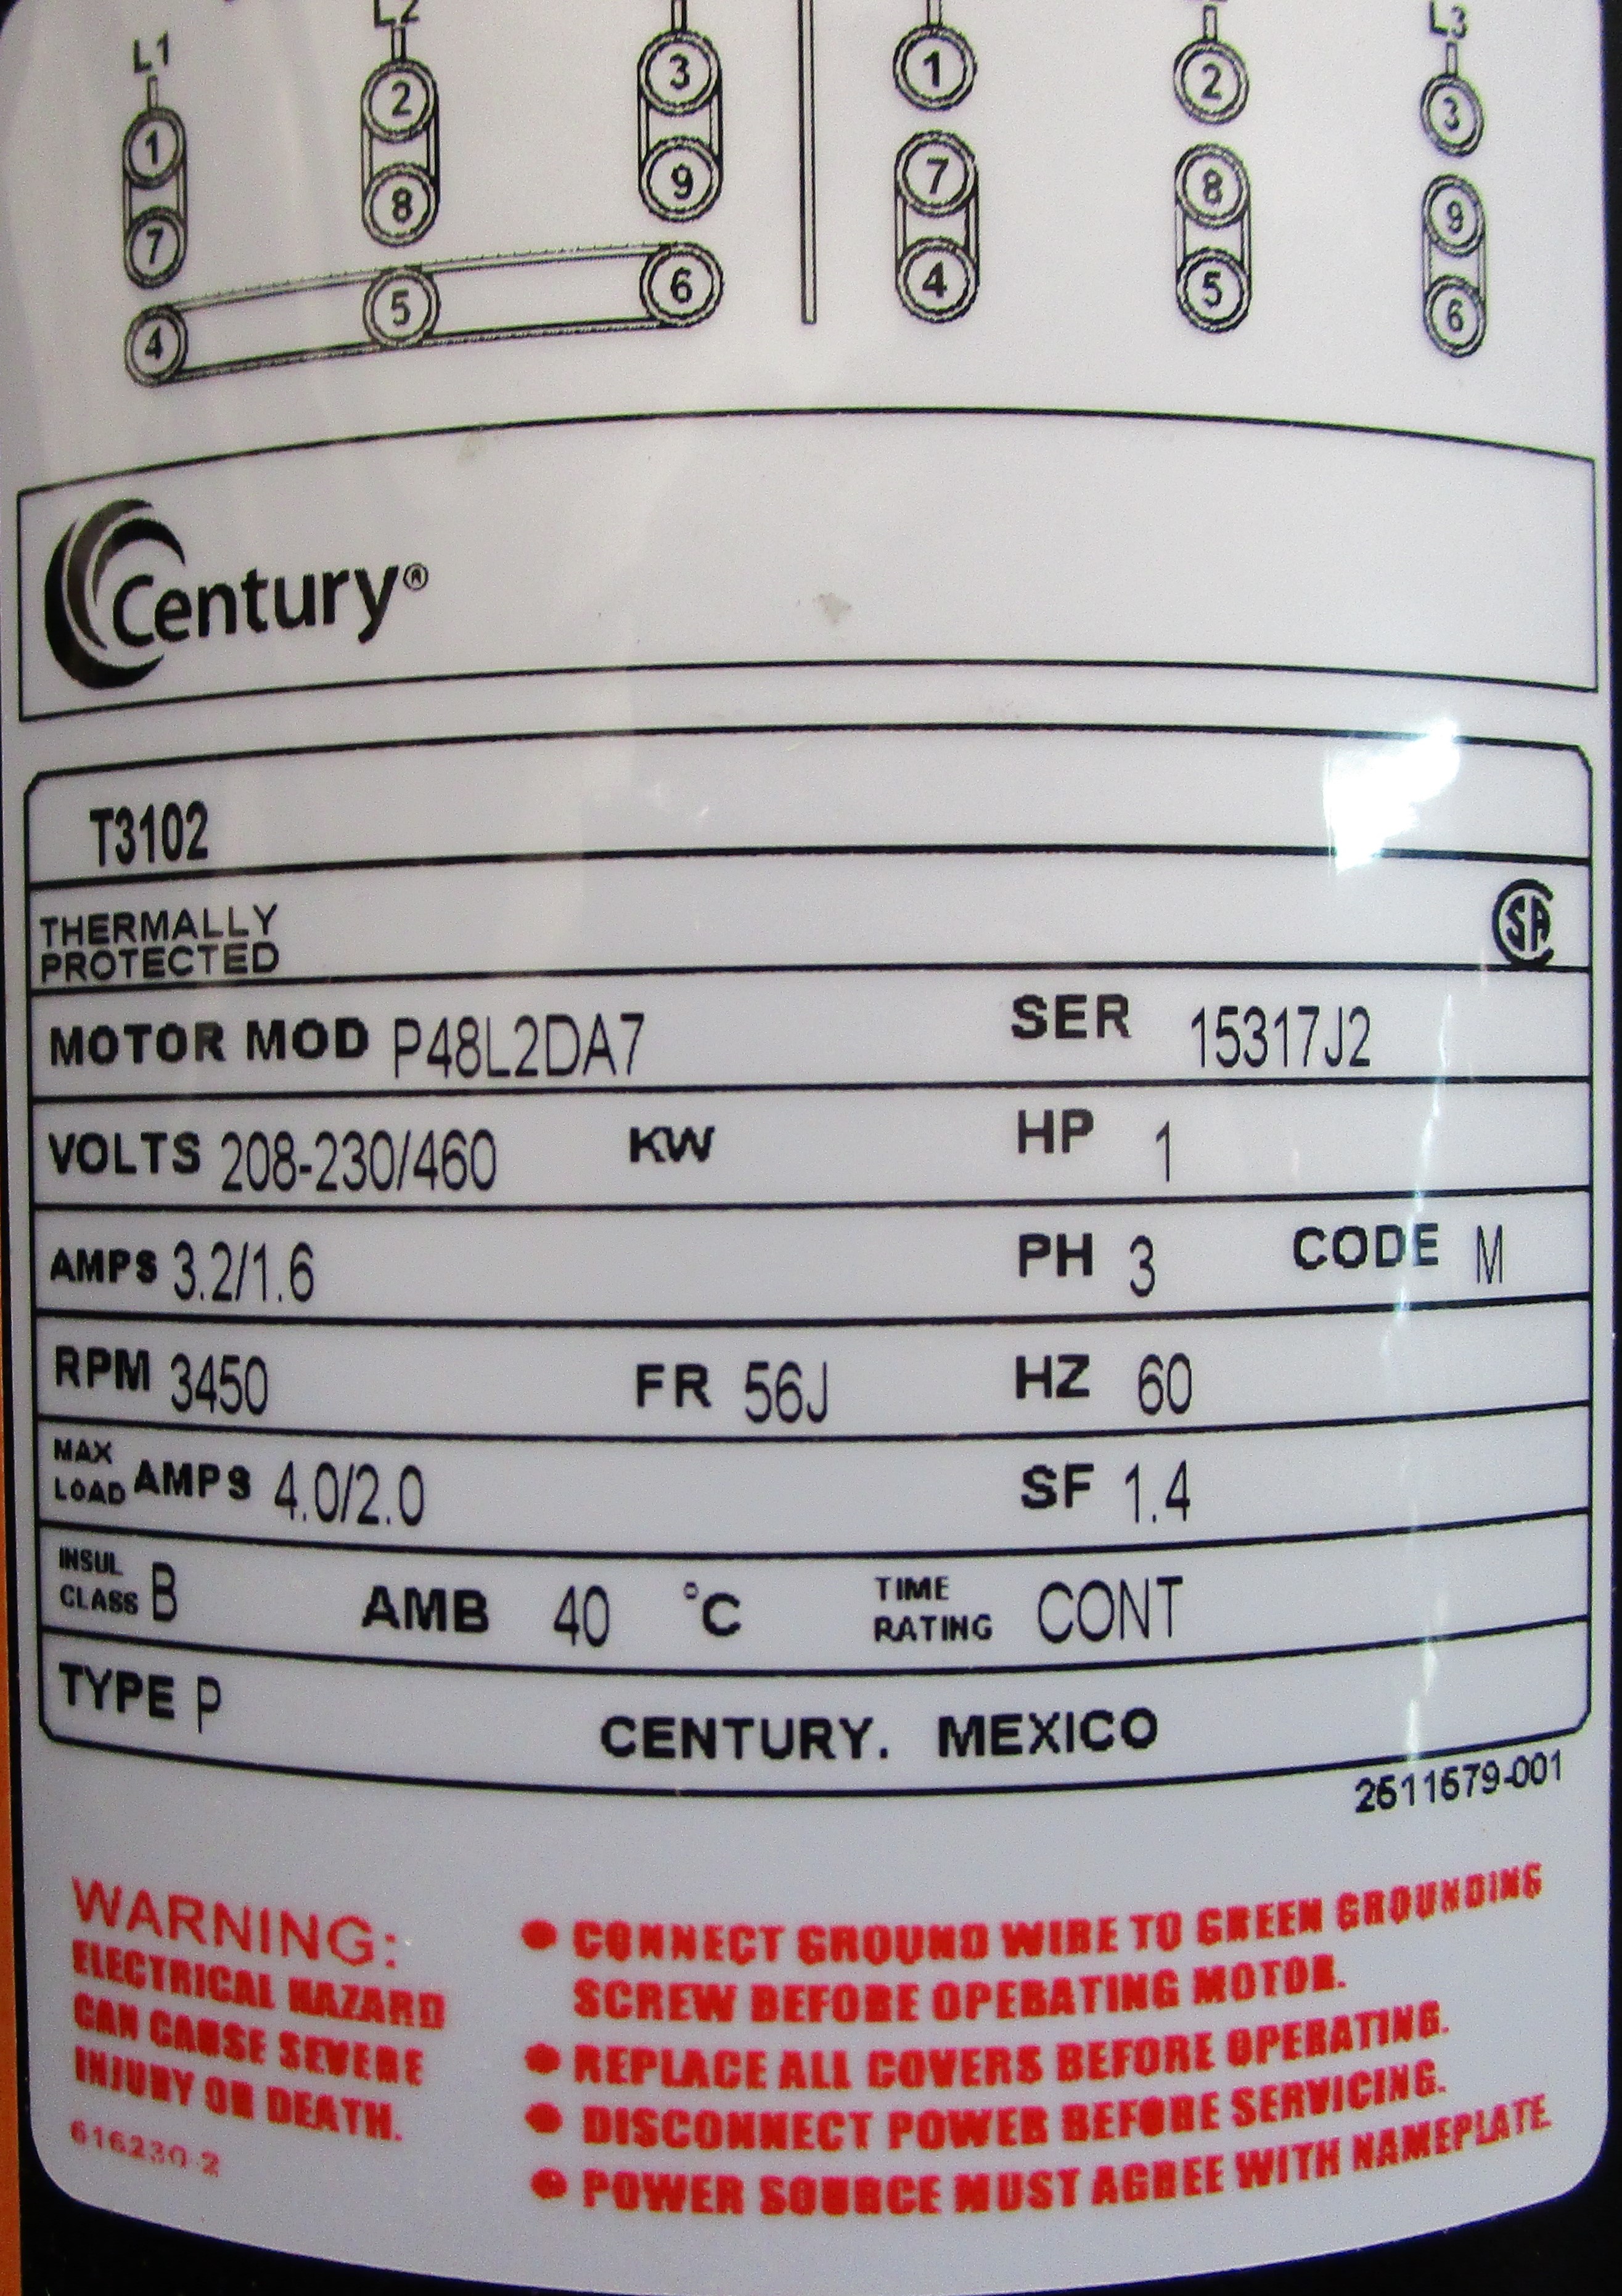 L1 L2 L3
1 2 3 1 2 3
7 8 9 7 8 9
4 5 6 4 5 6
Century®
T3102
THERMALLY
PROTECTED
SA
MOTOR MOD P48L2DA7 SER 15317J2
VOLTS 208-230/460 KW HP 1
AMPS 3.2/1.6 PH 3 CODE M
RPM 3450 FR 56J HZ 60
MAX LOAD AMPS 4.0/2.0 SF 1.4
INSUL CLASS B AMB 40 °C TIME RATING CONT
TYPE P CENTURY. MEXICO
2511579-001
WARNING:
ELECTRICAL HAZARD
CAN CAUSE SEVERE
INJURY OR DEATH.
616230-2
● CONNECT GROUND WIRE TO GREEN GROUNDING
SCREW BEFORE OPERATING MOTOR.
● REPLACE ALL COVERS BEFORE OPERATING.
● DISCONNECT POWER BEFORE SERVICING.
● POWER SOURCE MUST AGREE WITH NAMEPLATE.